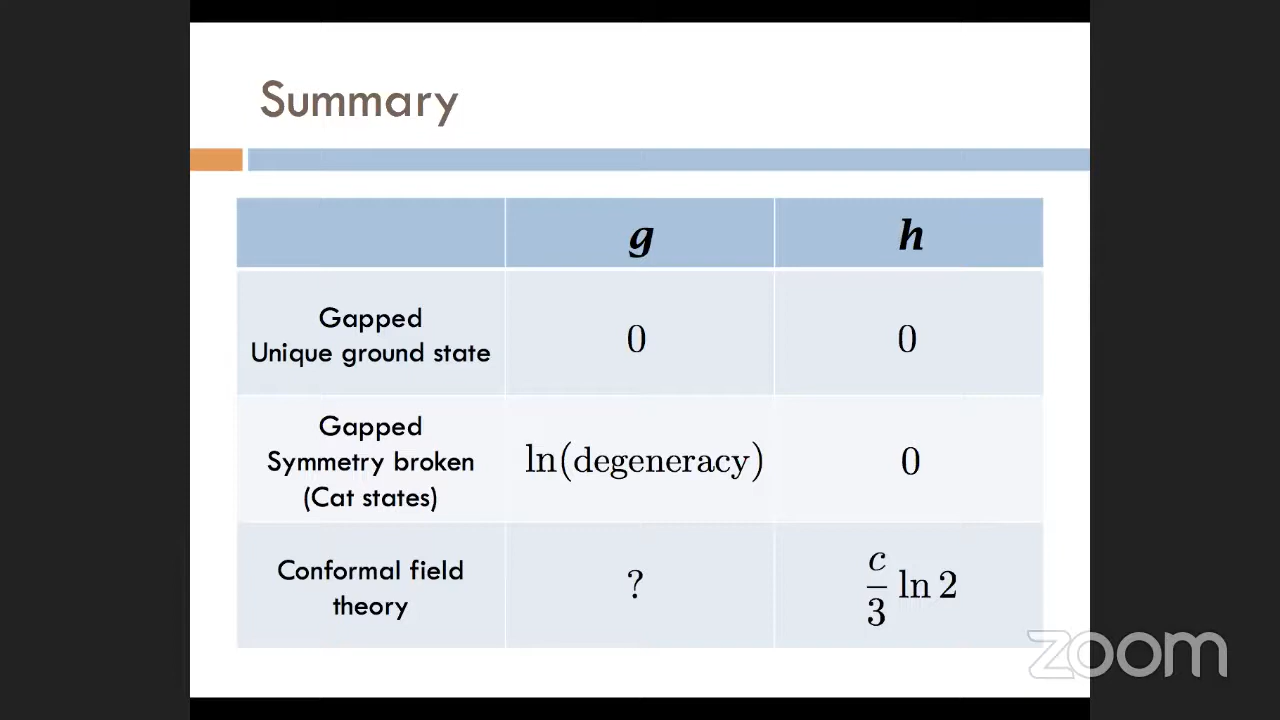 Summary
g h
Gapped
Unique ground state
0 0
Gapped
Symmetry broken
(Cat states)
ln(degeneracy) 0
Conformal field
theory
? c/3 ln 2
zoom